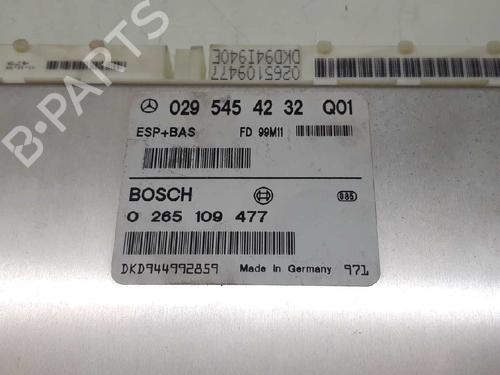 0265109477
DKD941940E
029 545 42 32 Q01
ESP+BAS FD 99M11
BOSCH 085
0 265 109 477
DKD944992859 Made in Germany 971
B-PARTS